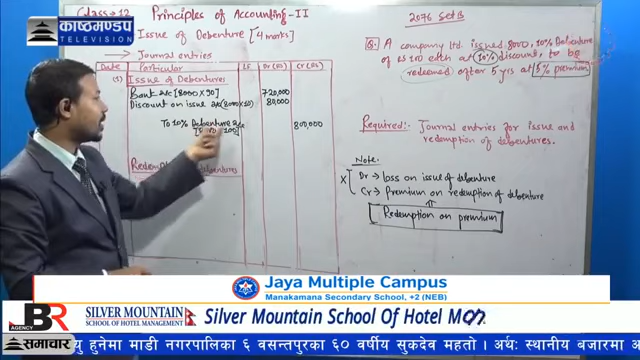 Class-12 Principles of Accounting-II
Issue of Debenture [4 marks]
→ Journal entries
Date Particular LF Dr (Rs) Cr (Rs)
(1) Issue of Debentures
Bank a/c [8000 × 90] 720,000
Discount on issue a/c (8000×10) 80,000
To 10% Debenture a/c 800,000
100]
Debentures
2076 Set B
Q: A company ltd. issued 8000, 10% Debenture
of Rs 100 each at 10% discount, to be
redeemed after 5 yrs at 5% premium
Required:- Journal entries for issue and
redemption of debentures.
Note:
X Dr → loss on issue of debenture
Cr → Premium on redemption of debenture
Redemption on premium
काष्ठमण्डप
TELEVISION
Jaya Multiple Campus
Manakamana Secondary School, +2 (NEB)
JBR
AGENCY
SILVER MOUNTAIN
SCHOOL OF HOTEL MANAGEMENT
Silver Mountain School Of Hotel
समाचार
यु हुनेमा माडी नगरपालिका ६ वसन्तपुरका ६० वर्षीय सुकदेव महतो । अर्थः स्थानीय बजारमा